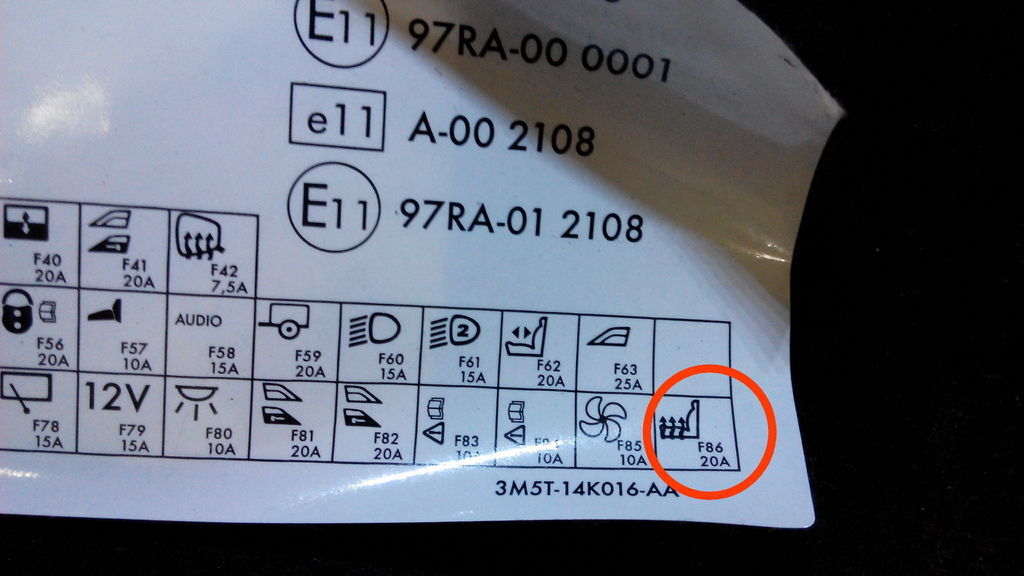 E11 97RA-00 0001
e11 A-00 2108
E11 97RA-01 2108
F40 20A
F41 20A
F42 7,5A
F56 20A
F57 10A
AUDIO F58 15A
F59 20A
F60 15A
2 F61 15A
F62 20A
F63 25A
F78 15A
12V F79 15A
F80 10A
F81 20A
F82 20A
F83 10A
10A
F85 10A
F86 20A
3M5T-14K016-AA